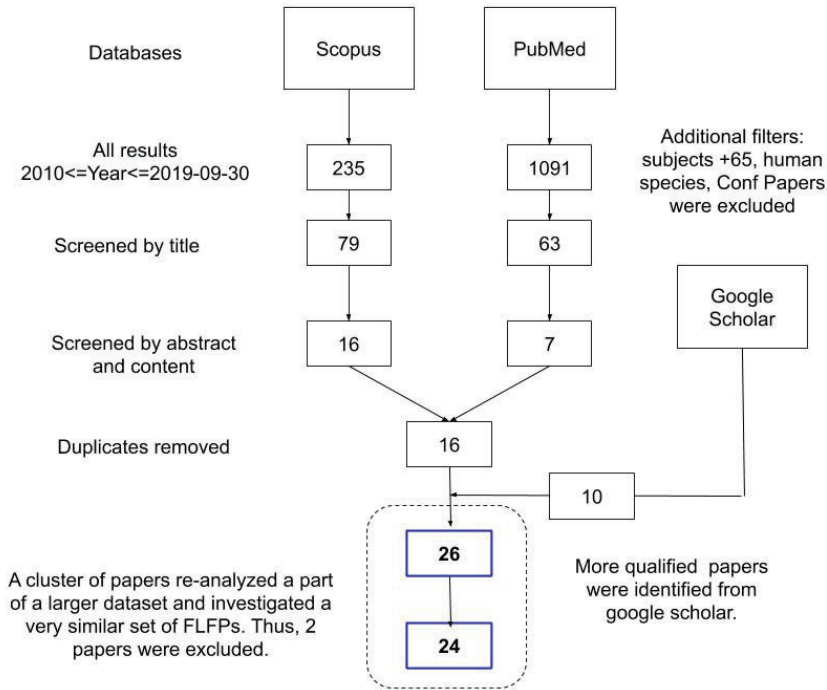 Databases
Scopus
PubMed
All results
2010<=Year<=2019-09-30
235
1091
Additional filters:
subjects +65, human
species, Conf Papers
were excluded
Screened by title
79
63
Google
Scholar
Screened by abstract
and content
16
7
Duplicates removed
16
10
26
A cluster of papers re-analyzed a part
of a larger dataset and investigated a
very similar set of FLFPs. Thus, 2
papers were excluded.
24
More qualified papers
were identified from
google scholar.